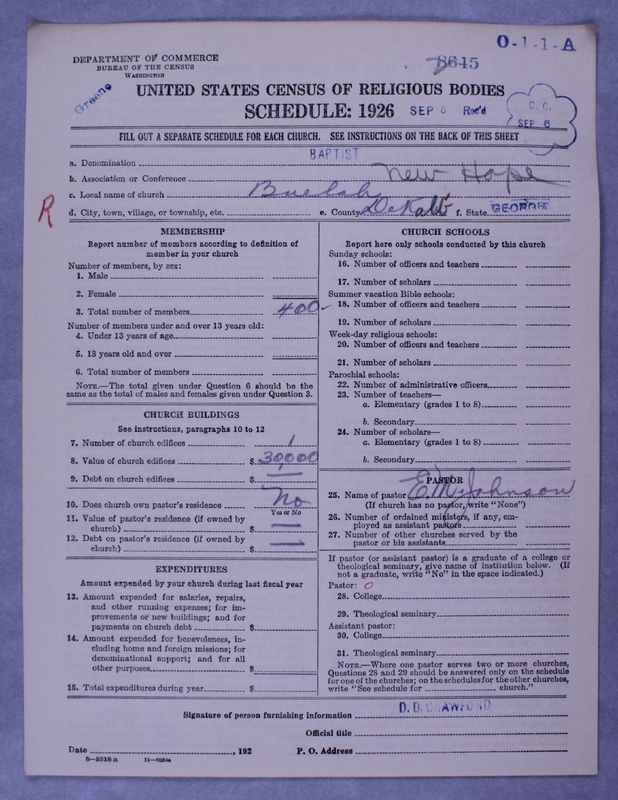 O-1-1-A
DEPARTMENT OF COMMERCE
BUREAU OF THE CENSUS
WASHINGTON
8645
Greene
UNITED STATES CENSUS OF RELIGIOUS BODIES
SCHEDULE: 1926
SEP 6 Rec'd
C. C.
SEP 6
FILL OUT A SEPARATE SCHEDULE FOR EACH CHURCH. SEE INSTRUCTIONS ON THE BACK OF THIS SHEET
a. Denomination BAPTIST
b. Association or Conference New Hope
c. Local name of church Beulah
R
d. City, town, village, or township, etc. e. County DeKalb f. State GEORGIA
MEMBERSHIP
Report number of members according to definition of
member in your church
Number of members, by sex:
1. Male
2. Female
3. Total number of members 400
Number of members under and over 13 years old:
4. Under 13 years of age
5. 13 years old and over
6. Total number of members
NOTE.—The total given under Question 6 should be the
same as the total of males and females given under Question 3.
CHURCH BUILDINGS
See instructions, paragraphs 10 to 12
7. Number of church edifices 1
8. Value of church edifices $ 30,000
9. Debt on church edifices $ —
10. Does church own pastor's residence No
Yes or No
11. Value of pastor's residence (if owned by
church) $ —
12. Debt on pastor's residence (if owned by
church) $ —
EXPENDITURES
Amount expended by your church during last fiscal year
13. Amount expended for salaries, repairs,
and other running expenses; for im-
provements or new buildings; and for
payments on church debt $
14. Amount expended for benevolences, in-
cluding home and foreign missions; for
denominational support; and for all
other purposes $
15. Total expenditures during year $
CHURCH SCHOOLS
Report here only schools conducted by this church
Sunday schools:
16. Number of officers and teachers
17. Number of scholars
Summer vacation Bible schools:
18. Number of officers and teachers
19. Number of scholars
Week-day religious schools:
20. Number of officers and teachers
21. Number of scholars
Parochial schools:
22. Number of administrative officers
23. Number of teachers—
a. Elementary (grades 1 to 8)
b. Secondary
24. Number of scholars—
a. Elementary (grades 1 to 8)
b. Secondary
PASTOR
25. Name of pastor E. M. Johnson
(If church has no pastor, write "None")
26. Number of ordained ministers, if any, em-
ployed as assistant pastors
27. Number of other churches served by the
pastor or his assistants
If pastor (or assistant pastor) is a graduate of a college or
theological seminary, give name of institution below. (If
not a graduate, write "No" in the space indicated.)
Pastor: O
28. College
29. Theological seminary
Assistant pastor:
30. College
31. Theological seminary
NOTE.—Where one pastor serves two or more churches,
Questions 28 and 29 should be answered only on the schedule
for one of the churches; on the schedules for the other churches,
write "See schedule for church."
Signature of person furnishing information D. D. CRAWFORD
Official title
Date , 192 P. O. Address
8—5518 a